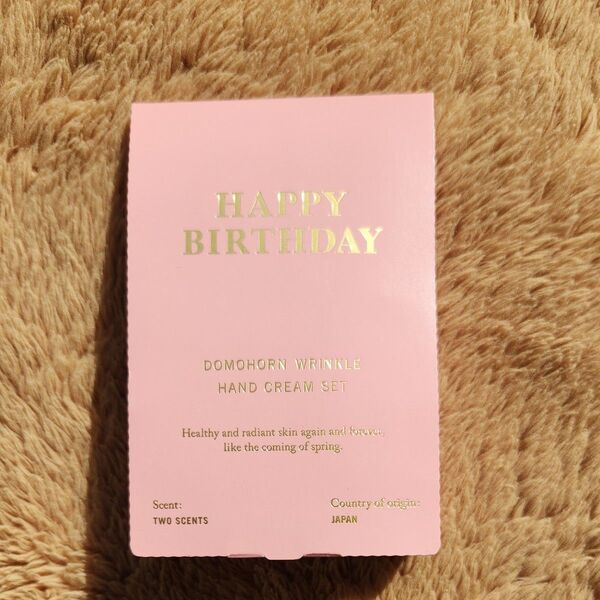 HAPPY
BIRTHDAY
DOMOHORN WRINKLE
HAND CREAM SET
Healthy and radiant skin again and forever,
like the coming of spring.
Scent:
TWO SCENTS
Country of origin:
JAPAN